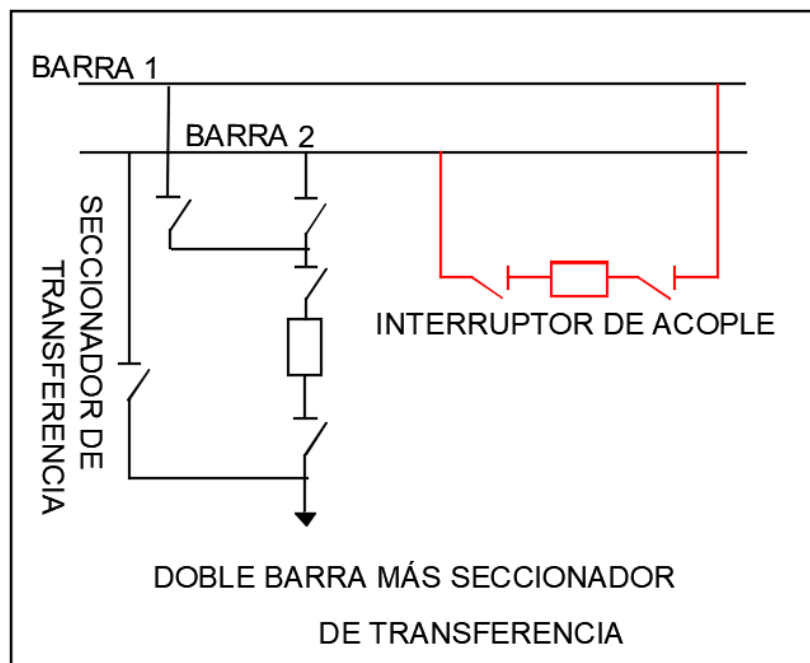 BARRA 1
BARRA 2
SECCIONADOR DE
TRANSFERENCIA
INTERRUPTOR DE ACOPLE
DOBLE BARRA MÁS SECCIONADOR
DE TRANSFERENCIA